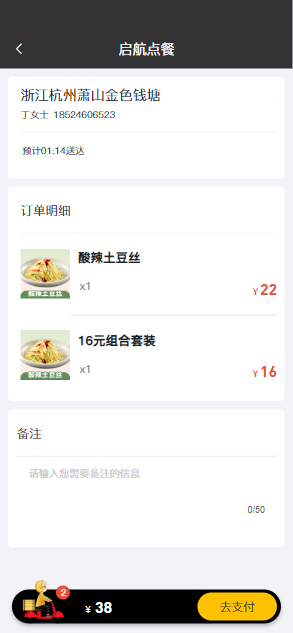 启航点餐
浙江杭州萧山金色钱塘
丁女士 18524606523
预计01:14送达
订单明细
酸辣土豆丝
酸辣土豆丝
x1
¥ 22
16元组合套装
酸辣土豆丝
x1
¥ 16
备注
请输入您需要备注的信息
0/50
2
¥ 38
去支付